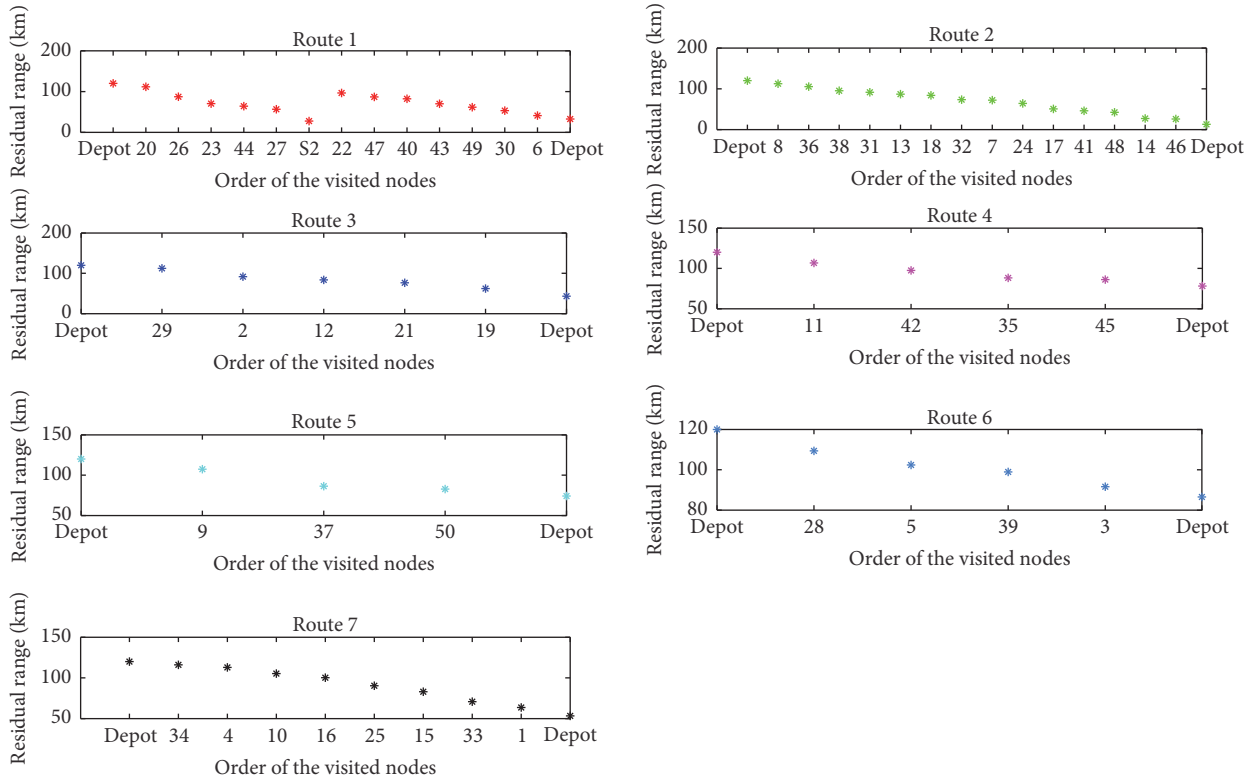 Route 1
Residual range (km)
200
100
0
Depot 20 26 23 44 27 S2 22 47 40 43 49 30 6 Depot
Order of the visited nodes
Route 2
Residual range (km)
200
100
0
Depot 8 36 38 31 13 18 32 7 24 17 41 48 14 46 Depot
Order of the visited nodes
Route 3
Residual range (km)
200
100
0
Depot 29 2 12 21 19 Depot
Order of the visited nodes
Route 4
Residual range (km)
150
100
50
Depot 11 42 35 45 Depot
Order of the visited nodes
Route 5
Residual range (km)
150
100
50
Depot 9 37 50 Depot
Order of the visited nodes
Route 6
Residual range (km)
120
100
80
Depot 28 5 39 3 Depot
Order of the visited nodes
Route 7
Residual range (km)
150
100
50
Depot 34 4 10 16 25 15 33 1 Depot
Order of the visited nodes